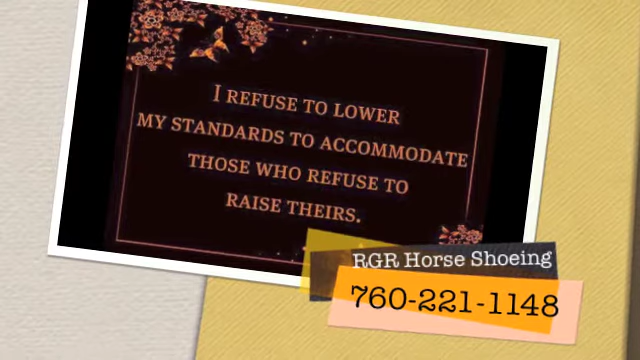 I REFUSE TO LOWER
MY STANDARDS TO ACCOMMODATE
THOSE WHO REFUSE TO
RAISE THEIRS.
RGR Horse Shoeing
760-221-1148